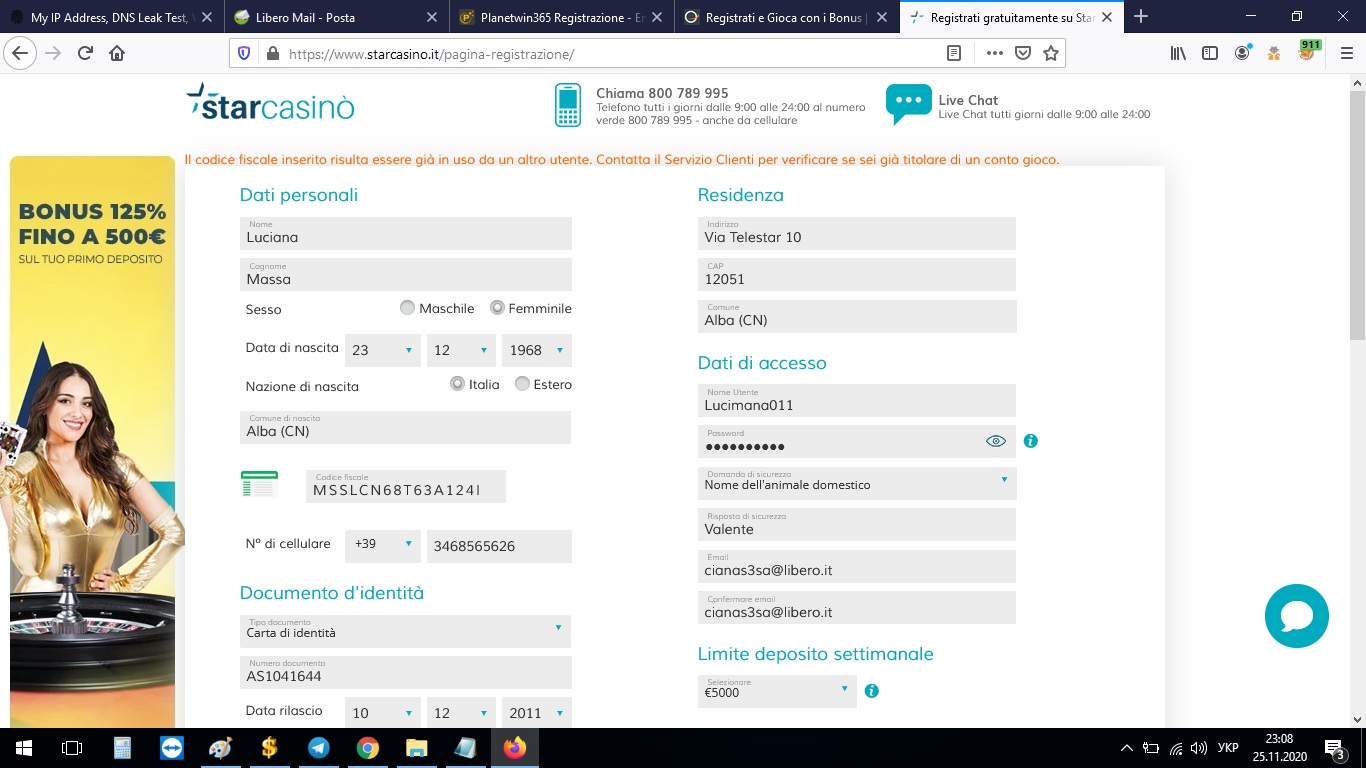 My IP Address, DNS Leak Test, W
Libero Mail - Posta
Planetwin365 Registrazione - En
Registrati e Gioca con i Bonus |
Registrati gratuitamente su Star
https://www.starcasino.it/pagina-registrazione/
911
starcasinò
Chiama 800 789 995
Telefono tutti i giorni dalle 9:00 alle 24:00 al numero
verde 800 789 995 - anche da cellulare
Live Chat
Live Chat tutti giorni dalle 9:00 alle 24:00
Il codice fiscale inserito risulta essere già in uso da un altro utente. Contatta il Servizio Clienti per verificare se sei già titolare di un conto gioco.
BONUS 125%
FINO A 500€
SUL TUO PRIMO DEPOSITO
Dati personali
Nome
Luciana
Cognome
Massa
Sesso Maschile Femminile
Data di nascita 23 12 1968
Nazione di nascita Italia Estero
Comune di nascita
Alba (CN)
Codice fiscale
MSSLCN68T63A124I
N° di cellulare +39 3468565626
Documento d'identità
Tipo documento
Carta di identità
Numero documento
AS1041644
Data rilascio 10 12 2011
Residenza
Indirizzo
Via Telestar 10
CAP
12051
Comune
Alba (CN)
Dati di accesso
Nome Utente
Lucimana011
Password
●●●●●●●●●●
Domanda di sicurezza
Nome dell'animale domestico
Risposta di sicurezza
Valente
Email
cianas3sa@libero.it
Confermare email
cianas3sa@libero.it
Limite deposito settimanale
Selezionare
€5000
УКР
23:08
25.11.2020
3